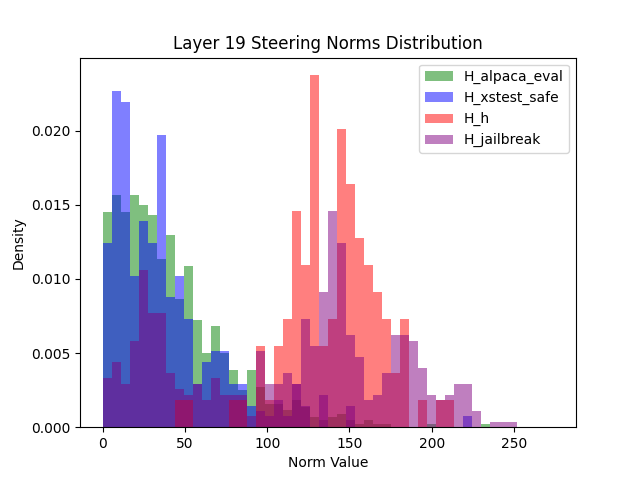 Layer 19 Steering Norms Distribution
H_alpaca_eval
H_xstest_safe
H_h
H_jailbreak
Density
0.020
0.015
0.010
0.005
0.000
0 50 100 150 200 250
Norm Value